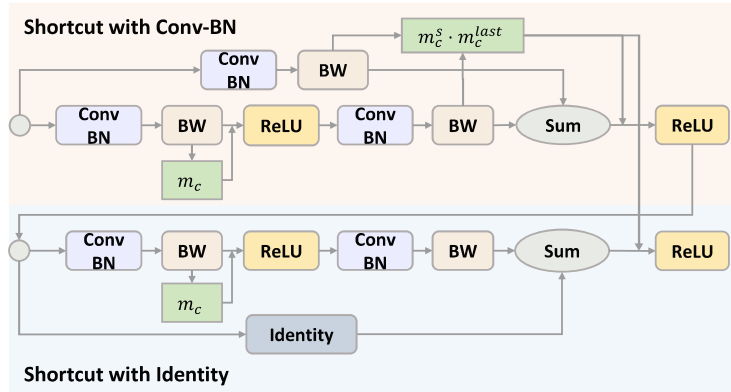 Shortcut with Conv-BN
m_c^s · m_c^last
Conv
BN
BW
Conv
BN
BW
ReLU
Conv
BN
BW
Sum
ReLU
m_c
Conv
BN
BW
ReLU
Conv
BN
BW
Sum
ReLU
m_c
Identity
Shortcut with Identity